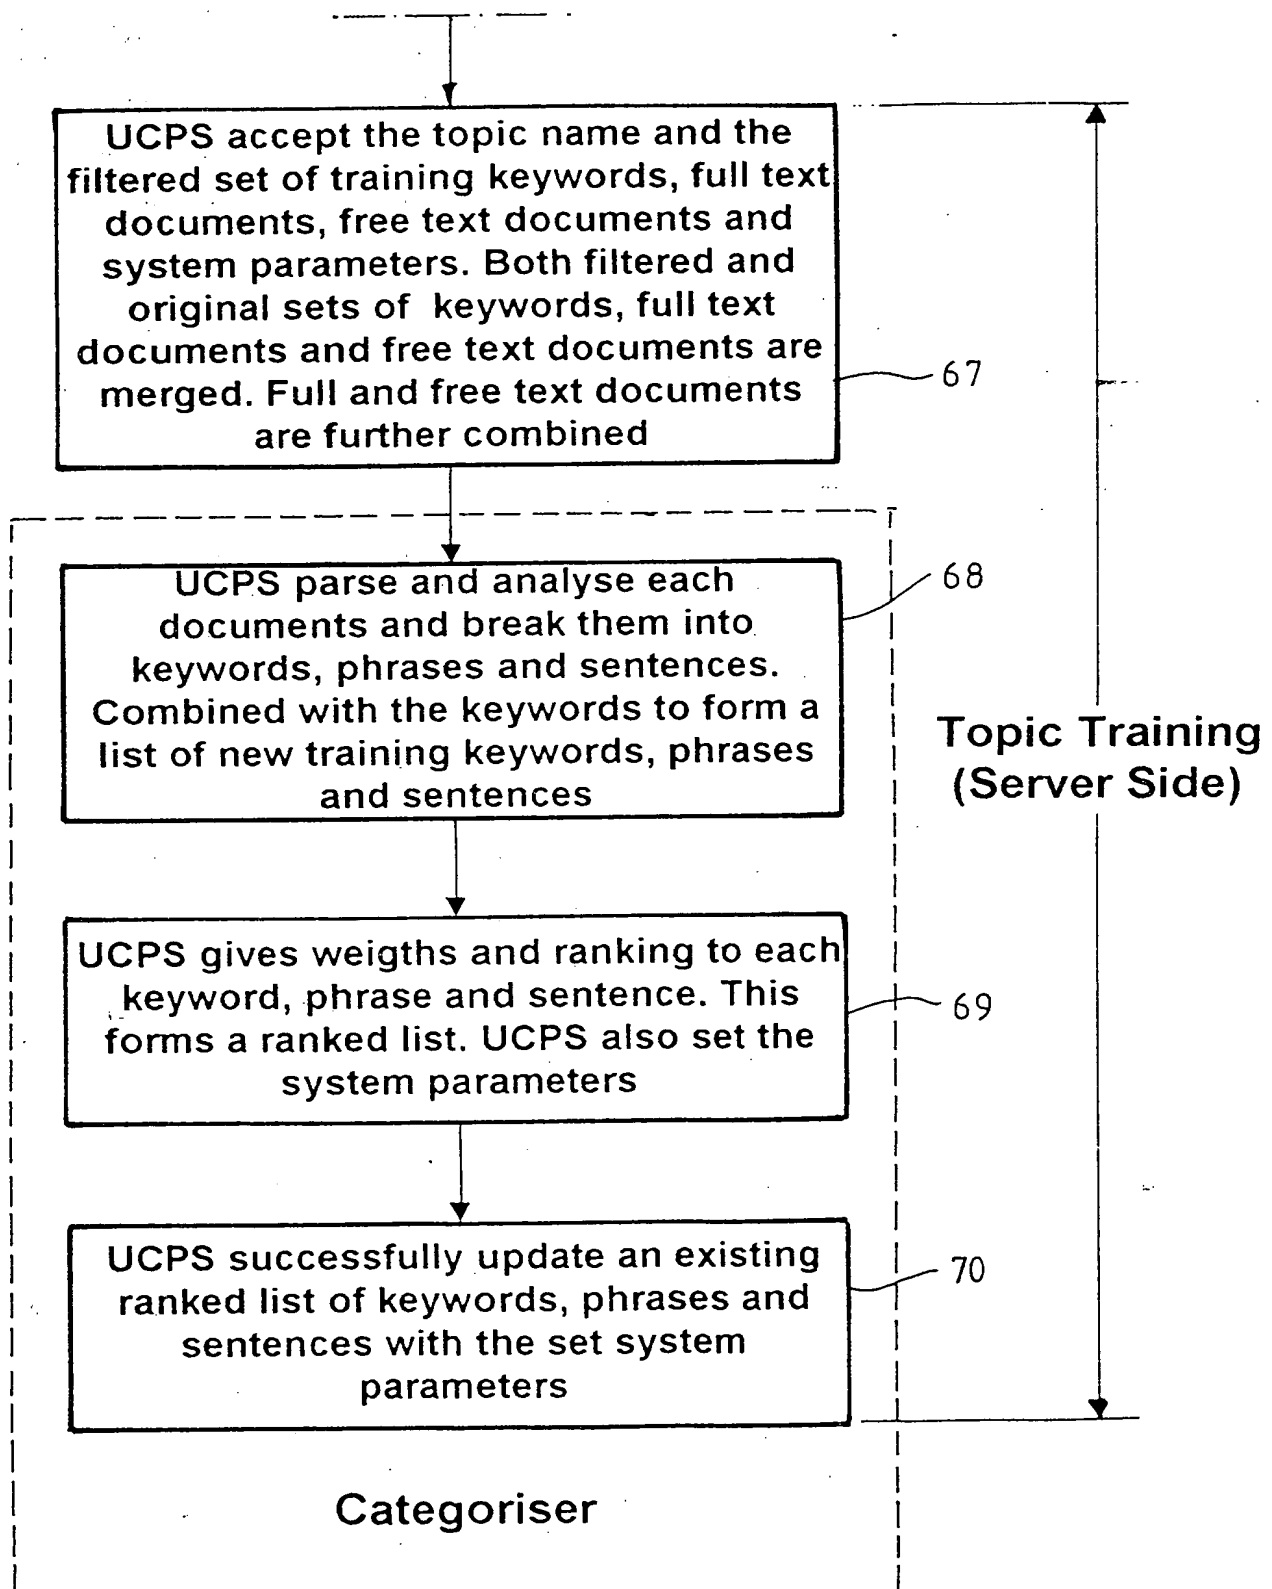 UCPS accept the topic name and the
filtered set of training keywords, full text
documents, free text documents and
system parameters. Both filtered and
original sets of keywords, full text
documents and free text documents are
merged. Full and free text documents
are further combined
67
UCPS parse and analyse each
documents and break them into
keywords, phrases and sentences.
Combined with the keywords to form a
list of new training keywords, phrases
and sentences
68
Topic Training
(Server Side)
UCPS gives weigths and ranking to each
keyword, phrase and sentence. This
forms a ranked list. UCPS also set the
system parameters
69
UCPS successfully update an existing
ranked list of keywords, phrases and
sentences with the set system
parameters
70
Categoriser